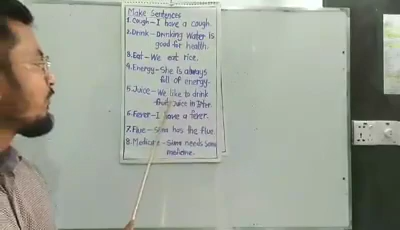 Make Sentences
1. Cough – I have a cough.
2. Drink – Drinking Water is
good for health.
3. Eat – We eat rice.
4. Energy – She is always
full of energy.
5. Juice – We like to drink
fruit juice in
6. Fever – I have a fever.
7. Flue – Sima has the flue.
8. Medicine – Simi needs some
medicine.